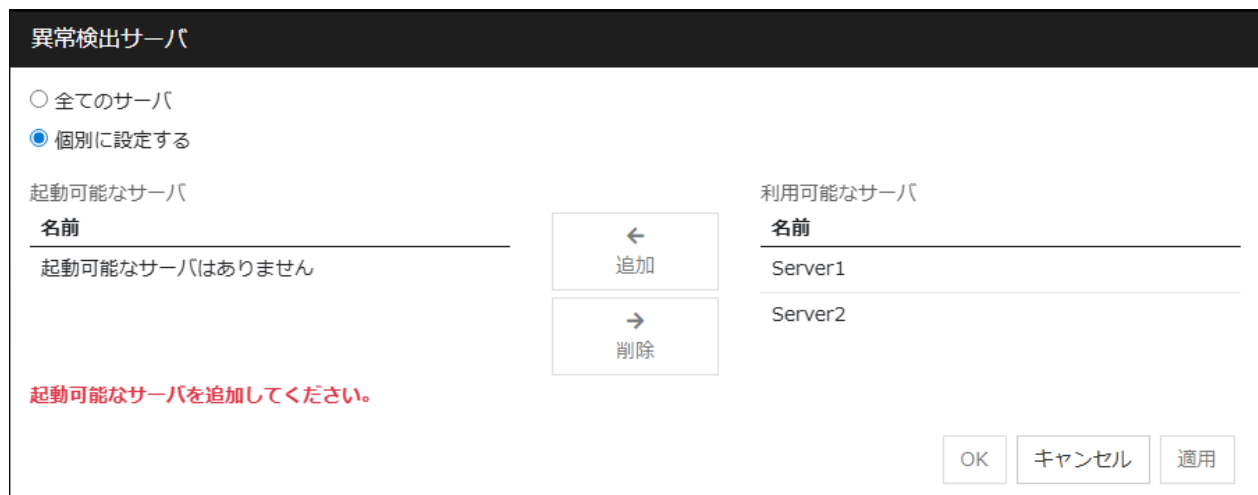 異常検出サーバ
全てのサーバ
個別に設定する
起動可能なサーバ
名前
起動可能なサーバはありません
追加
削除
利用可能なサーバ
名前
Server1
Server2
起動可能なサーバを追加してください。
OK
キャンセル
適用